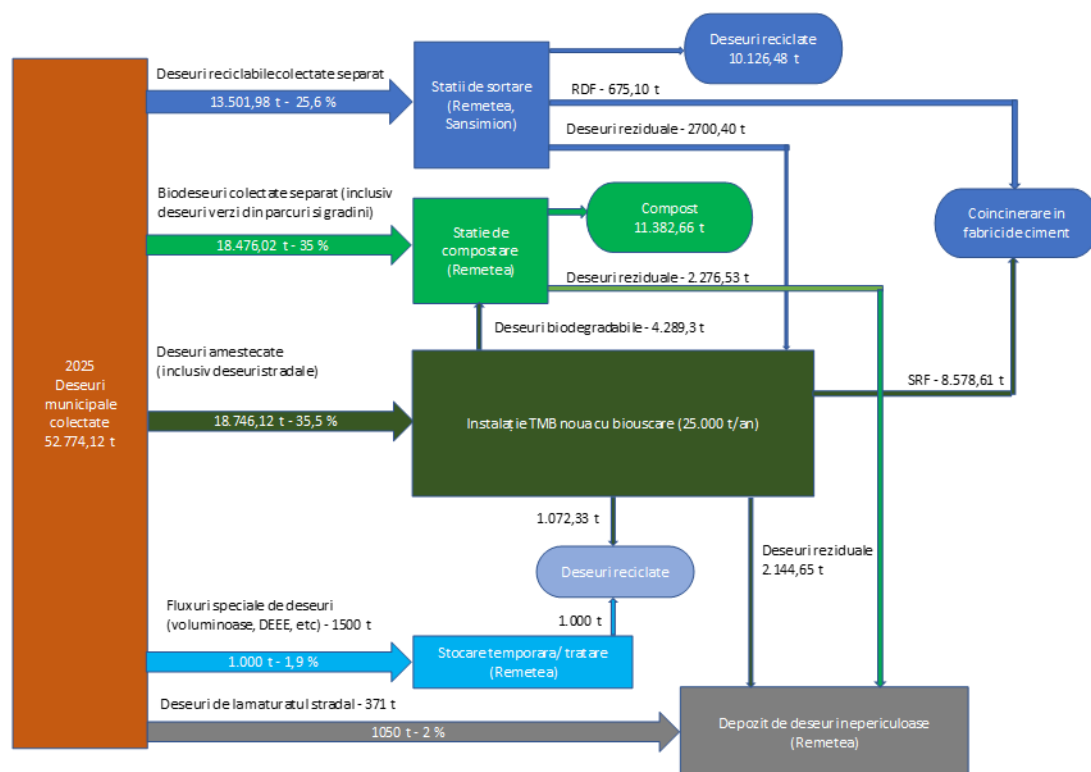 Deseuri reciclate
10.126,48 t
Deseuri reciclabile colectate separat
13.501,98 t - 25,6 %
Statii de sortare
(Remetea,
Sansimion)
RDF - 675,10 t
Deseuri reziduale - 2700,40 t
Biodeseuri colectate separat (inclusiv
deseuri verzi din parcuri si gradini)
18.476,02 t - 35 %
Statie de
compostare
(Remetea)
Compost
11.382,66 t
Coincinerare in
fabrici de ciment
Deseuri reziduale - 2.276,53 t
Deseuri biodegradabile - 4.289,3 t
2025
Deseuri
municipale
colectate
52.774,12 t
Deseuri amestecate
(inclusiv deseuri stradale)
18.746,12 t - 35,5 %
Instalație TMB noua cu biouscare (25.000 t/an)
SRF - 8.578,61 t
1.072,33 t
Deseuri reziduale
2.144,65 t
Deseuri reciclate
Fluxuri speciale de deseuri
(voluminoase, DEEE, etc) - 1500 t
1.000 t - 1,9 %
1.000 t
Stocare temporara/ tratare
(Remetea)
Deseuri de la maturatul stradal - 371 t
1050 t - 2 %
Depozit de deseuri nepericuloase
(Remetea)